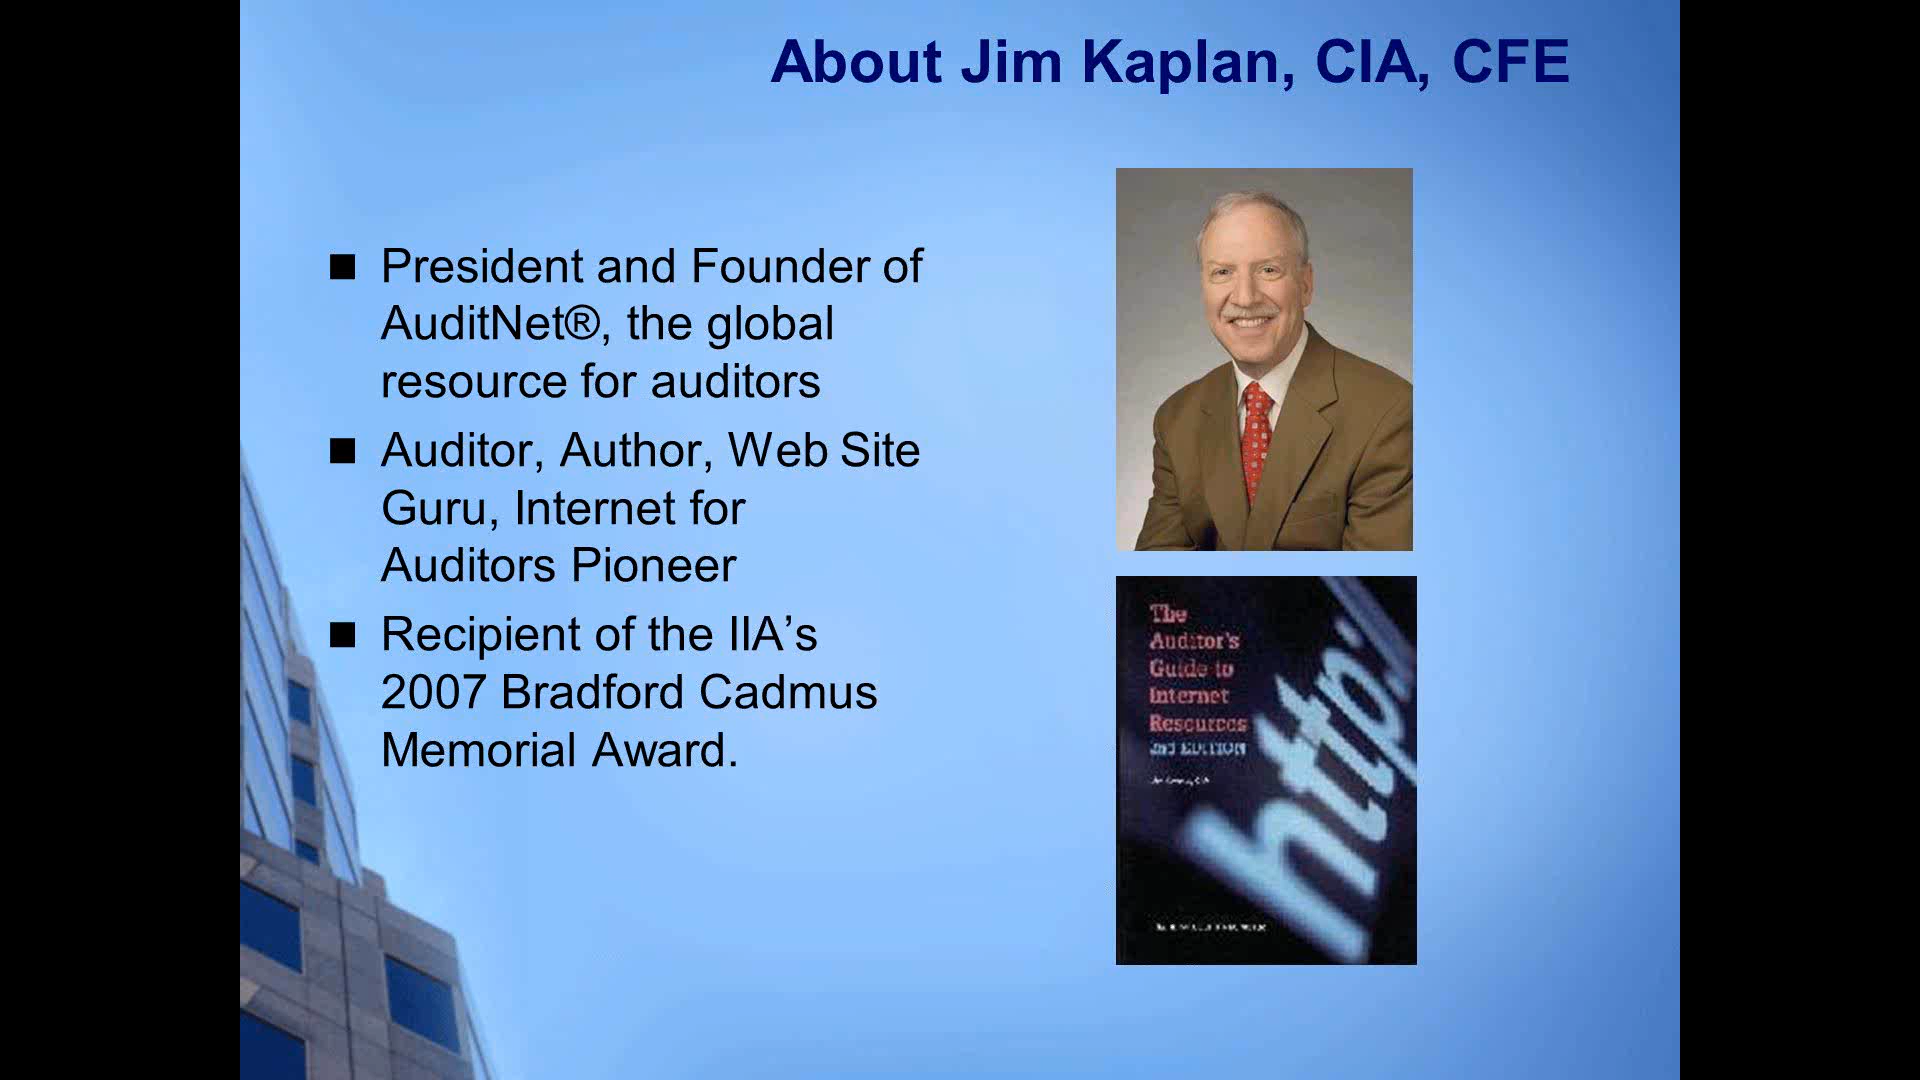 About Jim Kaplan, CIA, CFE
President and Founder of
AuditNet®, the global
resource for auditors
Auditor, Author, Web Site
Guru, Internet for
Auditors Pioneer
Recipient of the IIA’s
2007 Bradford Cadmus
Memorial Award.
The
Auditor's
Guide to
Internet
Resources
2nd EDITION
http:/